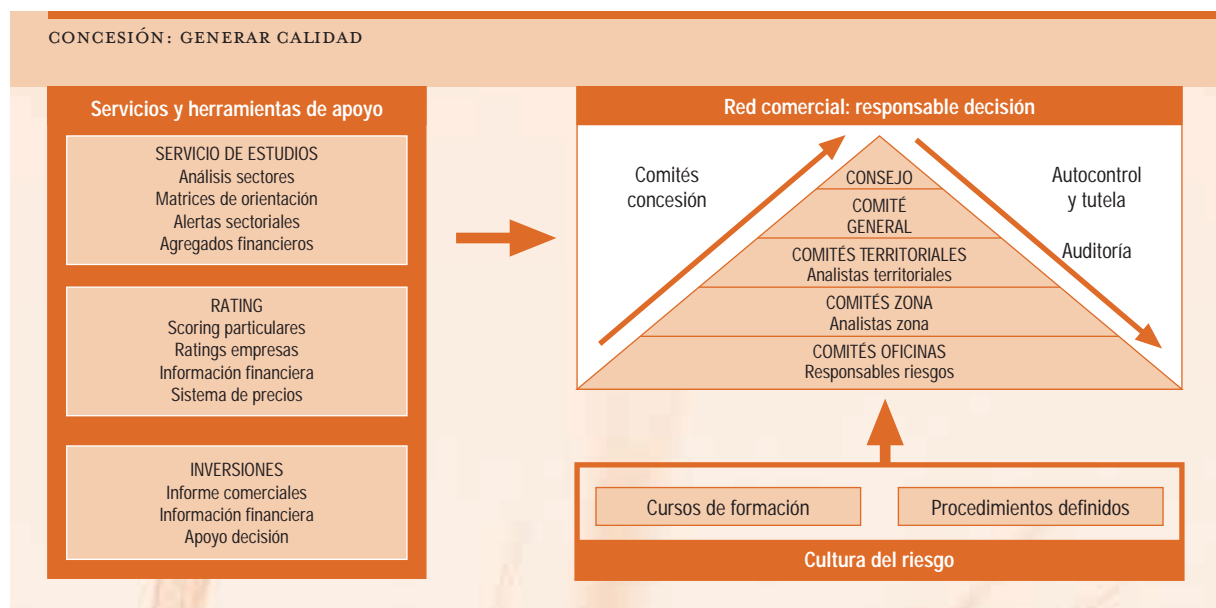 CONCESIÓN: GENERAR CALIDAD
Servicios y herramientas de apoyo
SERVICIO DE ESTUDIOS
Análisis sectores
Matrices de orientación
Alertas sectoriales
Agregados financieros
RATING
Scoring particulares
Ratings empresas
Información financiera
Sistema de precios
INVERSIONES
Informe comerciales
Información financiera
Apoyo decisión
Red comercial: responsable decisión
Comités
concesión
CONSEJO
COMITÉ
GENERAL
COMITÉS TERRITORIALES
Analistas territoriales
COMITÉS ZONA
Analistas zona
COMITÉS OFICINAS
Responsables riesgos
Autocontrol
y tutela
Auditoría
Cursos de formación
Procedimientos definidos
Cultura del riesgo